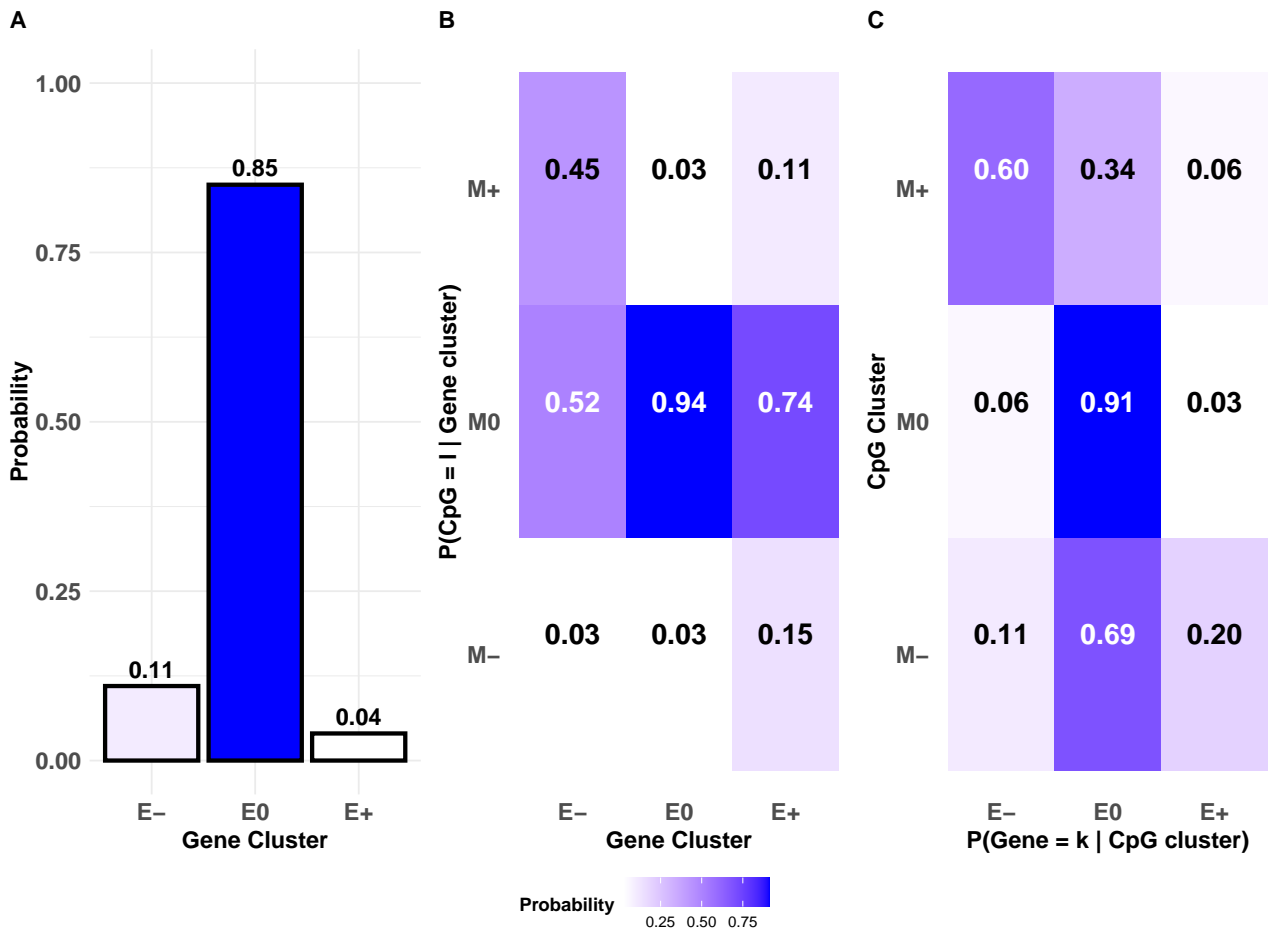 A
B
C
1.00
0.75
0.50
0.25
0.00
Probability
0.11
0.85
0.04
E− E0 E+
Gene Cluster
P(CpG = l | Gene cluster)
M+
0.45 0.03 0.11
M0
0.52 0.94 0.74
M−
0.03 0.03 0.15
E− E0 E+
Gene Cluster
CpG Cluster
M+
0.60 0.34 0.06
M0
0.06 0.91 0.03
M−
0.11 0.69 0.20
E− E0 E+
P(Gene = k | CpG cluster)
Probability
0.25 0.50 0.75